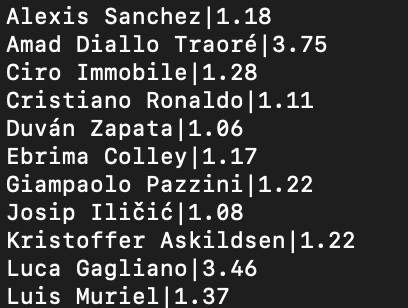 Alexis Sanchez|1.18
Amad Diallo Traoré|3.75
Ciro Immobile|1.28
Cristiano Ronaldo|1.11
Duván Zapata|1.06
Ebrima Colley|1.17
Giampaolo Pazzini|1.22
Josip Iličić|1.08
Kristoffer Askildsen|1.22
Luca Gagliano|3.46
Luis Muriel|1.37